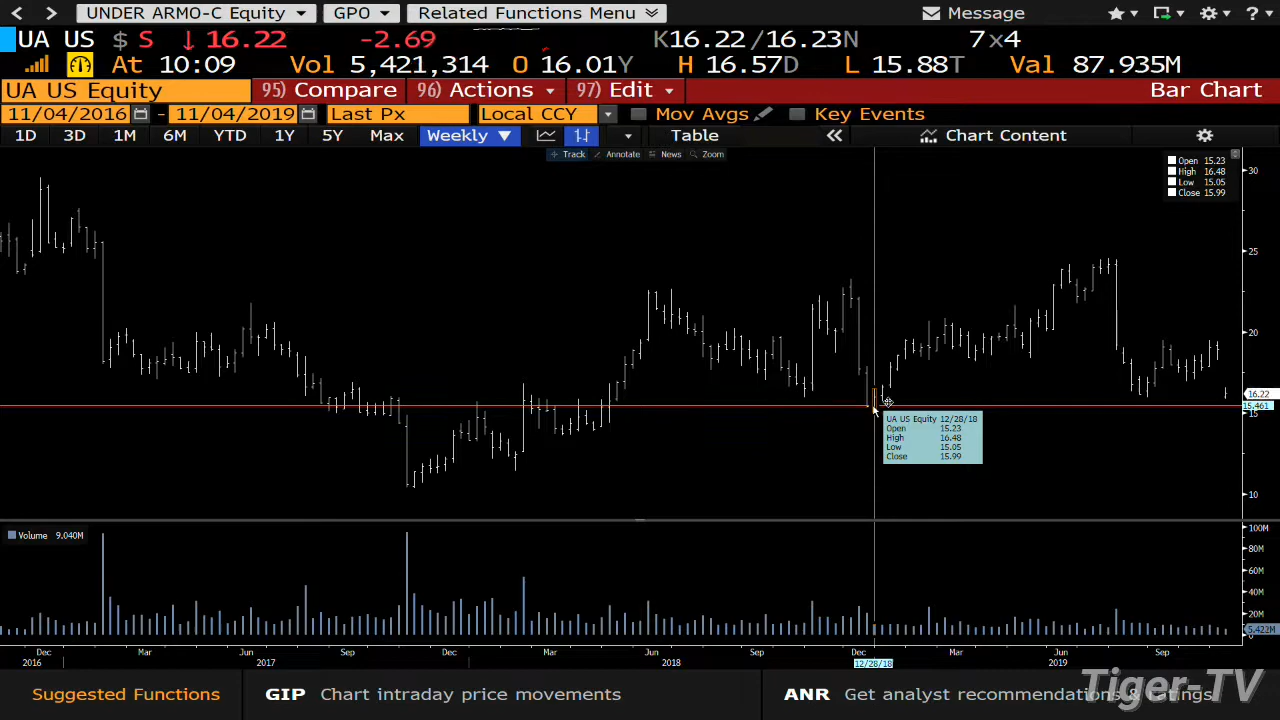 UNDER ARMO-C Equity GPO Related Functions Menu Message ?
UA US $ S ↓ 16.22 -2.69 K16.22 /16.23N 7x4
At 10:09 Vol 5,421,314 O 16.01Y H 16.57D L 15.88T Val 87.935M
UA US Equity 95) Compare 96) Actions 97) Edit Bar Chart
11/04/2016 - 11/04/2019 Last Px Local CCY Mov Avgs Key Events
1D 3D 1M 6M YTD 1Y 5Y Max Weekly Table Chart Content
Track Annotate News Zoom
Open 15.23
High 16.48
Low 15.05
Close 15.99
30
25
20
16.22
15.461
15
10
UA US Equity 12/28/18
Open 15.23
High 16.48
Low 15.05
Close 15.99
Volume 9.040M
100M
80M
60M
40M
20M
5.422M
0
Dec Mar Jun Sep Dec Mar Jun Sep Dec Mar Jun Sep
2016 2017 2018 12/28/18 2019
Suggested Functions GIP Chart intraday price movements ANR Get analyst recommendations & ratings
Tiger-TV